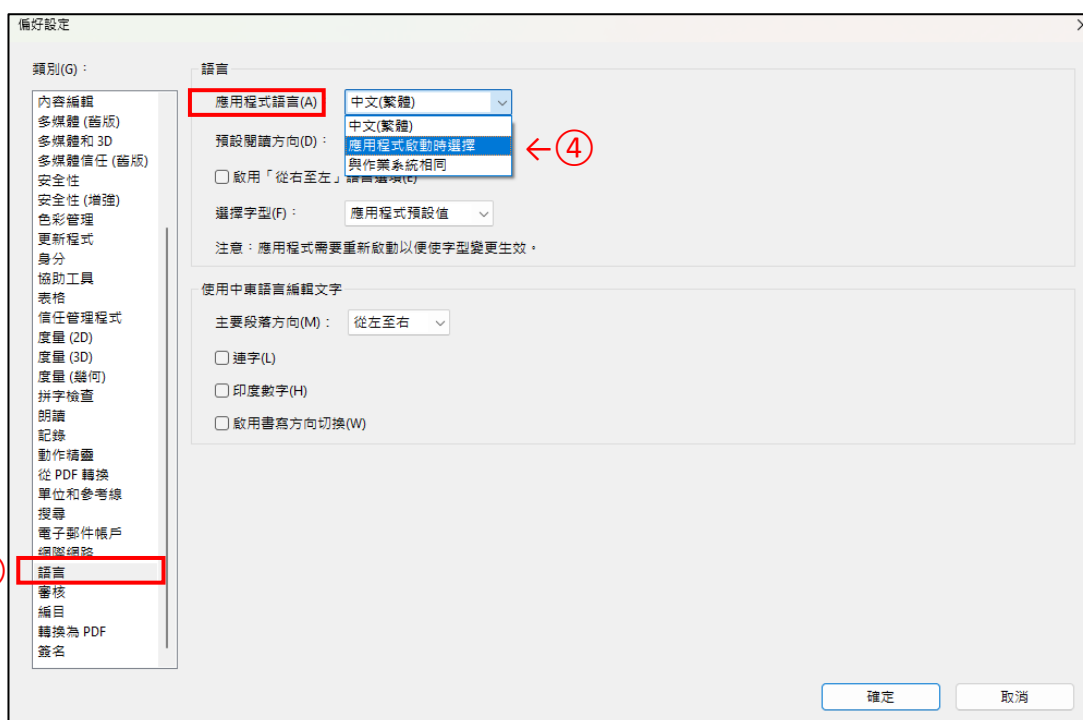 偏好設定
類別(G)：
內容編輯
多媒體 (舊版)
多媒體和 3D
多媒體信任 (舊版)
安全性
安全性 (增強)
色彩管理
更新程式
身分
協助工具
表格
信任管理程式
度量 (2D)
度量 (3D)
度量 (幾何)
拼字檢查
朗讀
記錄
動作精靈
從 PDF 轉換
單位和參考線
搜尋
電子郵件帳戶
網際網路
語言
審核
編目
轉換為 PDF
簽名
語言
應用程式語言(A) 中文(繁體)
中文(繁體)
應用程式啟動時選擇 ←④
與作業系統相同
預設閱讀方向(D)：
啟用「從右至左」語言選項(E)
選擇字型(F)： 應用程式預設值
注意：應用程式需要重新啟動以便使字型變更生效。
使用中東語言編輯文字
主要段落方向(M)： 從左至右
連字(L)
印度數字(H)
啟用書寫方向切換(W)
確定 取消